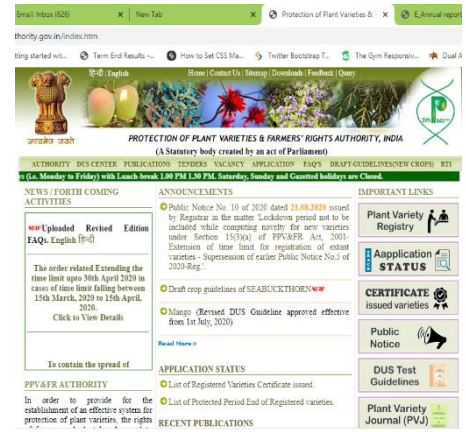 Email: Inbox (626)
New Tab
Protection of Plant Varieties &
E_Annual report
thority.gov.in/index.htm
tting started wit...
Term End Results -...
How to Set CSS Ma...
Twitter Bootstrap T...
The Gym Responsiv...
Dual A
हिन्दी | English
Home | Contact Us | Sitemap | Downloads | Feedback | Query
सत्यमेव जयते
PROTECTION OF PLANT VARIETIES & FARMERS' RIGHTS AUTHORITY, INDIA
(A Statutory body created by an act of Parliament)
AUTHORITY DUS CENTER PUBLICATIONS TENDERS VACANCY APPLICATION FAQ'S DRAFT-GUIDELINES(NEW CROPS) RTI
ys (i.e. Monday to Friday) with Lunch-break 1.00 PM 1.30 PM. Saturday, Sunday and Gazetted holidays are Closed.
NEWS / FORTH COMING
ACTIVITIES
NEW Uploaded Revised Edition
FAQs. English हिन्दी
The order related Extending the
time limit upto 30th April 2020 in
cases of time limit falling between
15th March, 2020 to 15th April,
2020.
Click to View Details
To contain the spread of
PPV&FR AUTHORITY
In order to provide for the
establishment of an effective system for
protection of plant varieties, the rights
ANNOUNCEMENTS
Public Notice No. 10 of 2020 dated 21.08.2020 issued
by Registrar in the matter 'Lockdown period not to be
included while computing novelty for new varieties
under Section 15(3)(a) of PPV&FR Act, 2001-
Extension of time limit for registration of extant
varieties - Supersession of earlier Public Notice No.5 of
2020-Reg.'.
Draft crop guidelines of SEABUCKTHORN NEW
Mango (Revised DUS Guideline approved effective
from 1st July, 2020)
Read More »
APPLICATION STATUS
List of Registered Varieties Certificate issued.
List of Protected Period End of Registered varieties.
RECENT PUBLICATIONS
IMPORTANT LINKS
Plant Variety
Registry
Aapplication
STATUS
CERTIFICATE
issued varieties
Public
Notice
DUS Test
Guidelines
Plant Variety
Journal (PVJ)